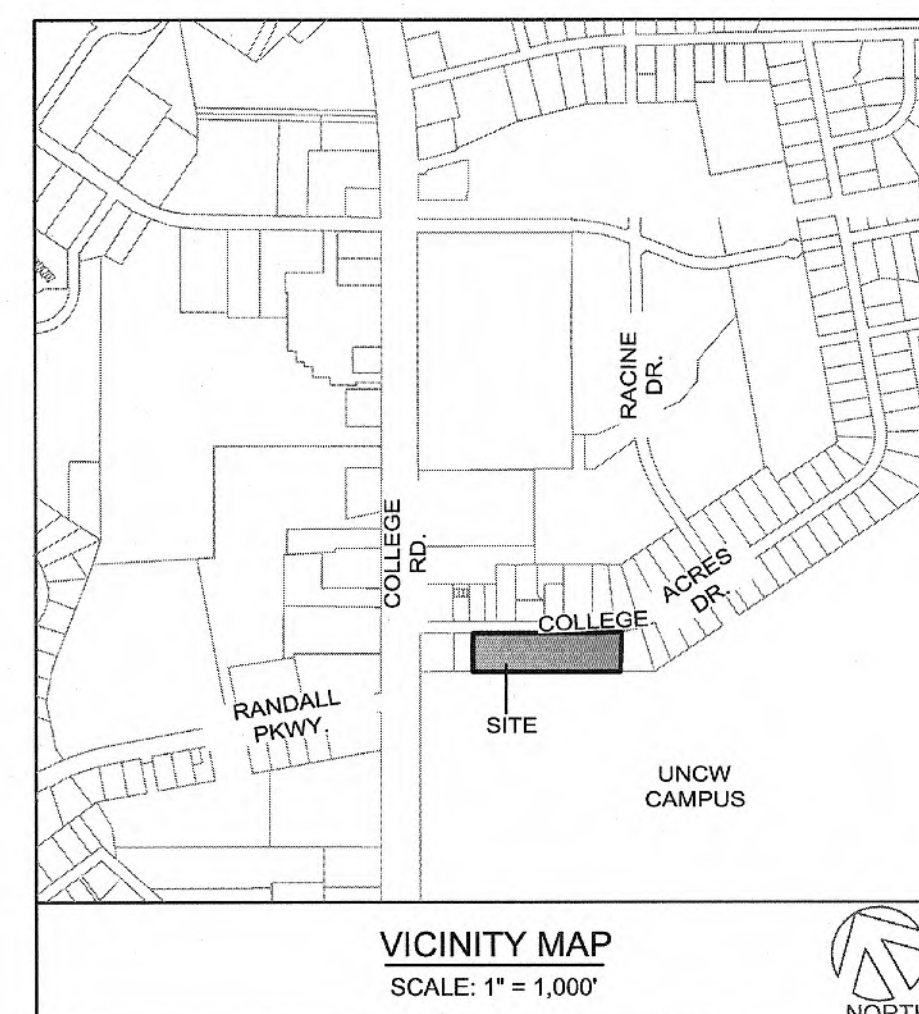 RACINE
DR.
COLLEGE
RD.
ACRES
DR.
COLLEGE
RANDALL
PKWY.
SITE
UNCW
CAMPUS
VICINITY MAP
SCALE: 1" = 1,000'
NORTH